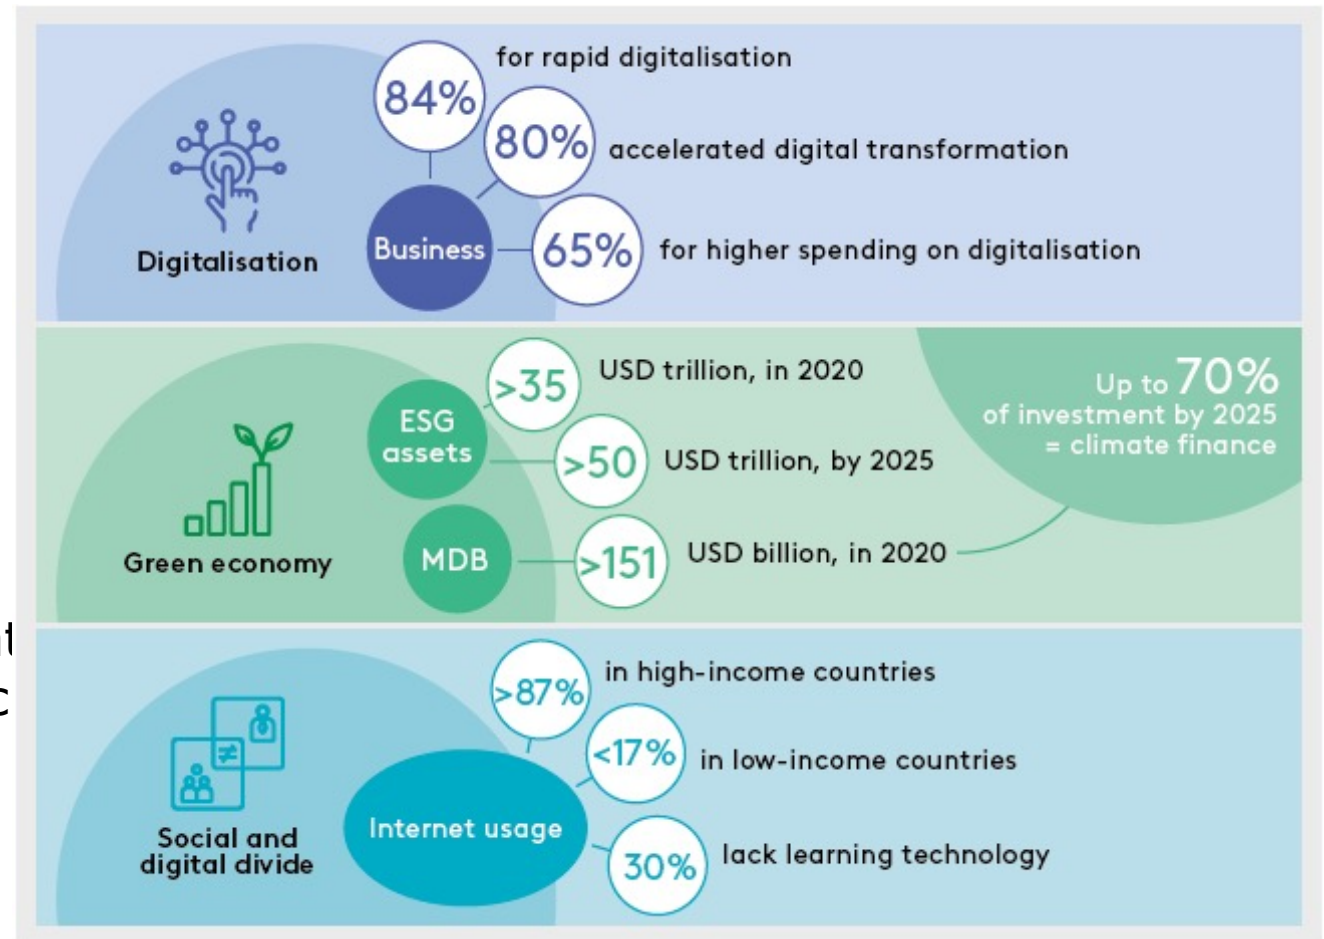 for rapid digitalisation
84%
80%
accelerated digital transformation
Business
65%
for higher spending on digitalisation
Digitalisation
>35
USD trillion, in 2020
Up to 70%
of investment by 2025
= climate finance
ESG
assets
>50
USD trillion, by 2025
MDB
>151
USD billion, in 2020
Green economy
>87%
in high-income countries
<17%
in low-income countries
≠
Internet usage
30%
lack learning technology
Social and
digital divide